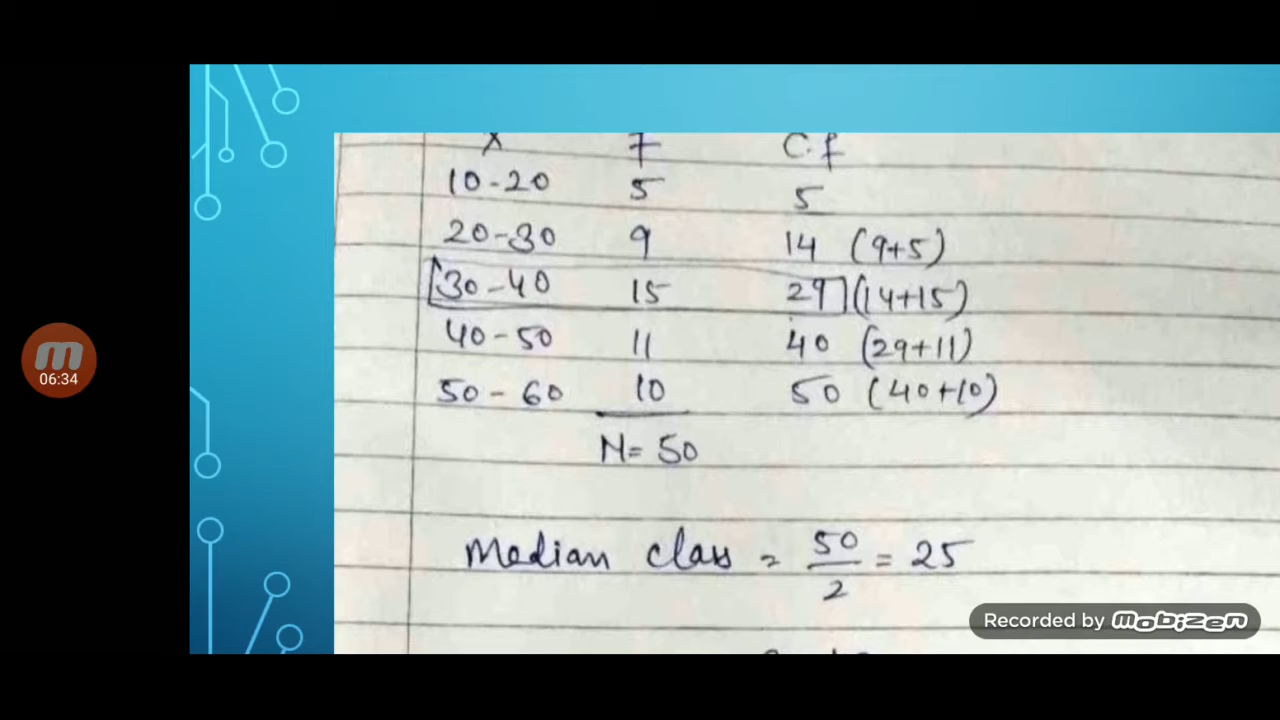 X f C.f
10-20 5 5
20-30 9 14 (9+5)
30-40 15 29 (14+15)
40-50 11 40 (29+11)
50-60 10 50 (40+10)
N= 50
Median class = 50/2 = 25
06:34
Recorded by mobizen